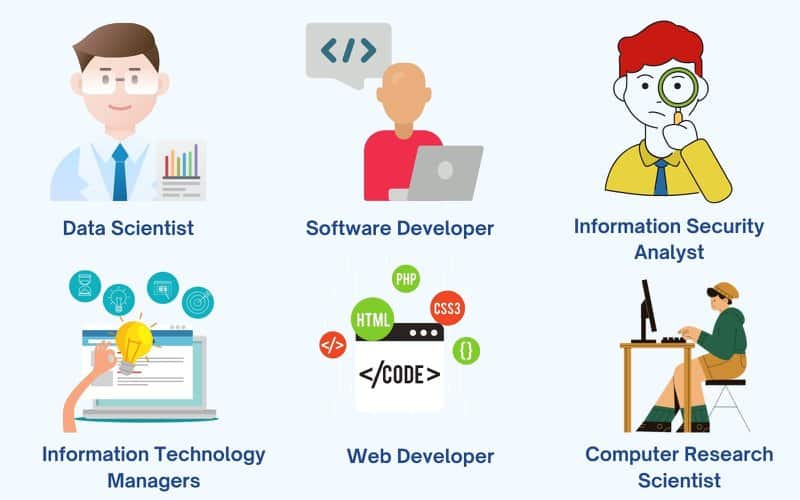 </>
Data Scientist
Software Developer
Information Security
Analyst
PHP
CSS3
HTML
</>
{}
</CODE>
Information Technology
Managers
Web Developer
Computer Research
Scientist